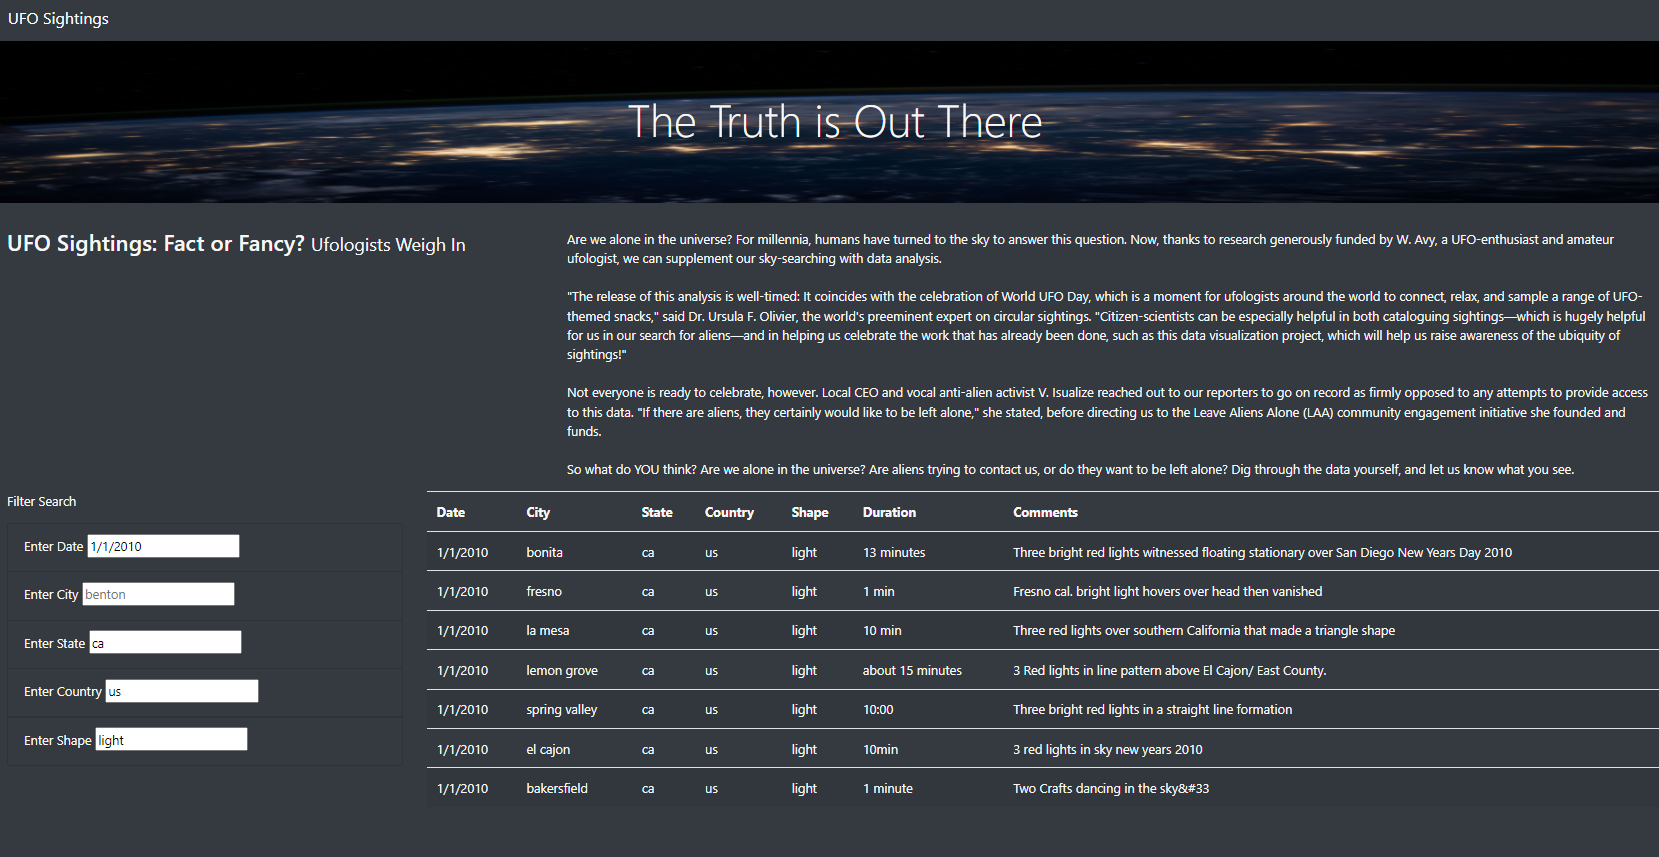 UFO Sightings
The Truth is Out There
UFO Sightings: Fact or Fancy? Ufologists Weigh In
Are we alone in the universe? For millennia, humans have turned to the sky to answer this question. Now, thanks to research generously funded by W. Avy, a UFO-enthusiast and amateur
ufologist, we can supplement our sky-searching with data analysis.
"The release of this analysis is well-timed: It coincides with the celebration of World UFO Day, which is a moment for ufologists around the world to connect, relax, and sample a range of UFO-
themed snacks," said Dr. Ursula F. Olivier, the world's preeminent expert on circular sightings. "Citizen-scientists can be especially helpful in both cataloguing sightings—which is hugely helpful
for us in our search for aliens—and in helping us celebrate the work that has already been done, such as this data visualization project, which will help us raise awareness of the ubiquity of
sightings!"
Not everyone is ready to celebrate, however. Local CEO and vocal anti-alien activist V. Isualize reached out to our reporters to go on record as firmly opposed to any attempts to provide access
to this data. "If there are aliens, they certainly would like to be left alone," she stated, before directing us to the Leave Aliens Alone (LAA) community engagement initiative she founded and
funds.
So what do YOU think? Are we alone in the universe? Are aliens trying to contact us, or do they want to be left alone? Dig through the data yourself, and let us know what you see.
Filter Search
Enter Date 1/1/2010
Enter City benton
Enter State ca
Enter Country us
Enter Shape light
Date City State Country Shape Duration Comments
1/1/2010 bonita ca us light 13 minutes Three bright red lights witnessed floating stationary over San Diego New Years Day 2010
1/1/2010 fresno ca us light 1 min Fresno cal. bright light hovers over head then vanished
1/1/2010 la mesa ca us light 10 min Three red lights over southern California that made a triangle shape
1/1/2010 lemon grove ca us light about 15 minutes 3 Red lights in line pattern above El Cajon/ East County.
1/1/2010 spring valley ca us light 10:00 Three bright red lights in a straight line formation
1/1/2010 el cajon ca us light 10min 3 red lights in sky new years 2010
1/1/2010 bakersfield ca us light 1 minute Two Crafts dancing in the sky&#33